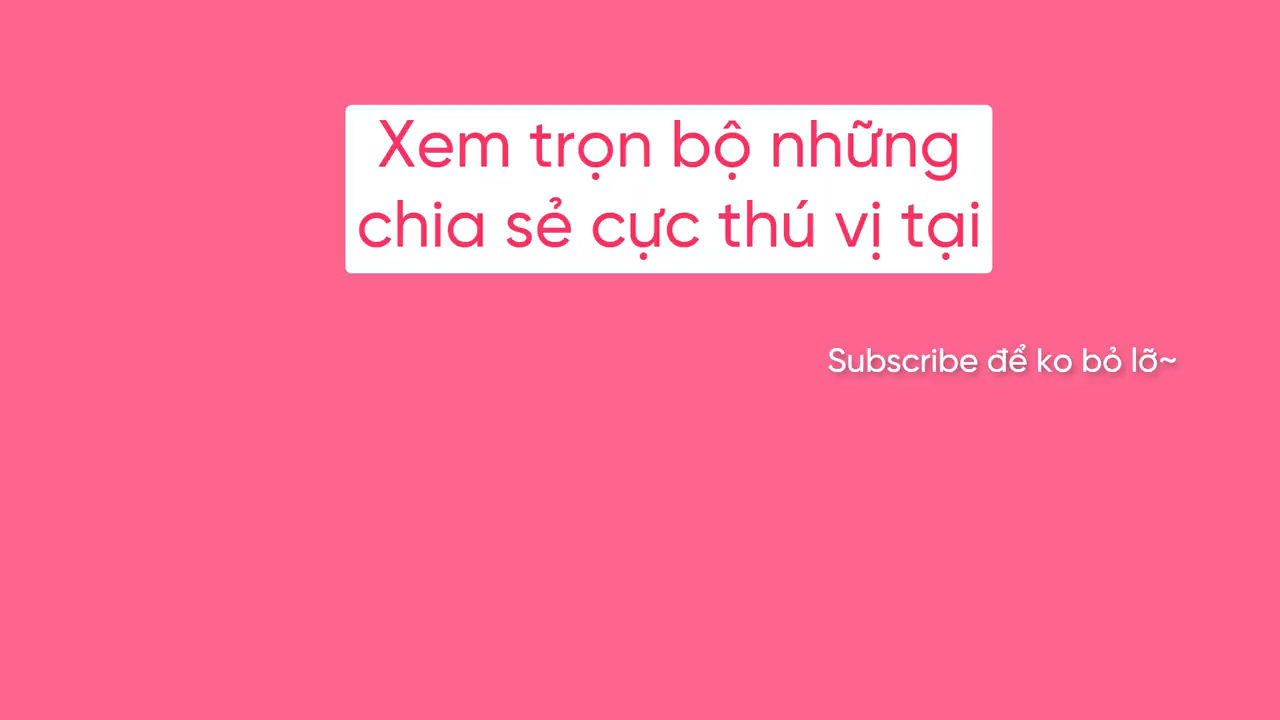 Xem trọn bộ những
chia sẻ cực thú vị tại
Subscribe để ko bỏ lỡ~